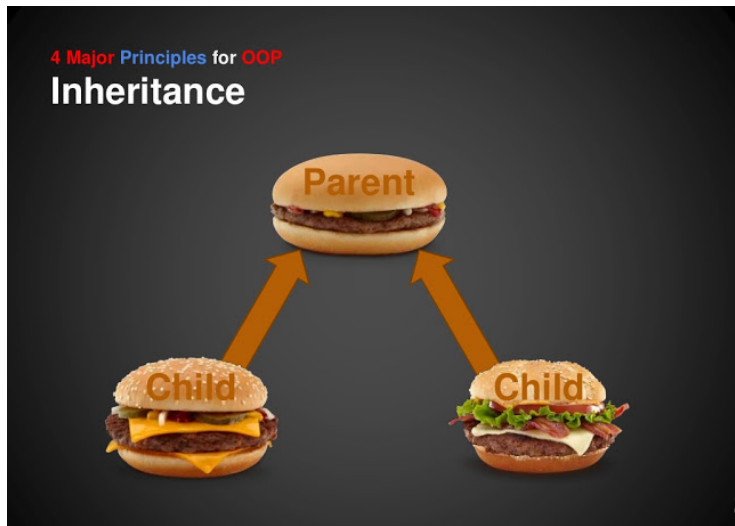 4 Major Principles for OOP
Inheritance
Parent
Child
Child